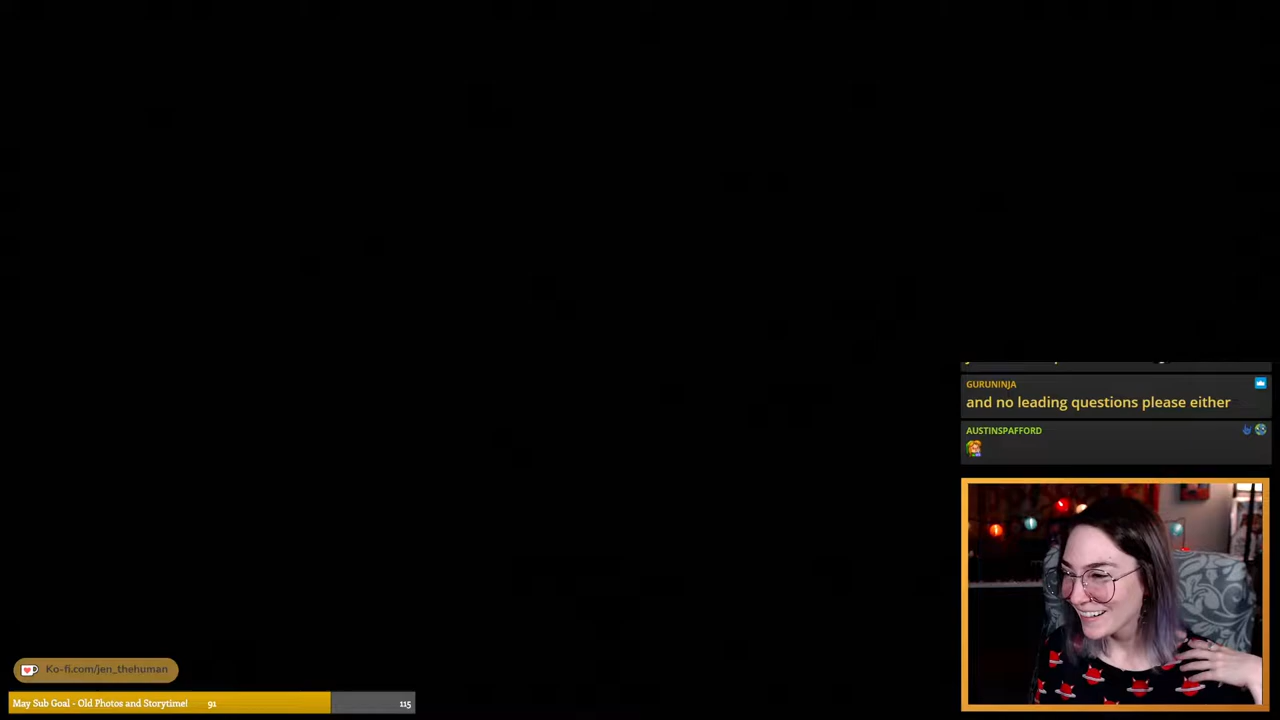 GURUNINJA
and no leading questions please either
AUSTINSPAFFORD
Ko-fi.com/jen_thehuman
May Sub Goal - Old Photos and Storytime! 91 115